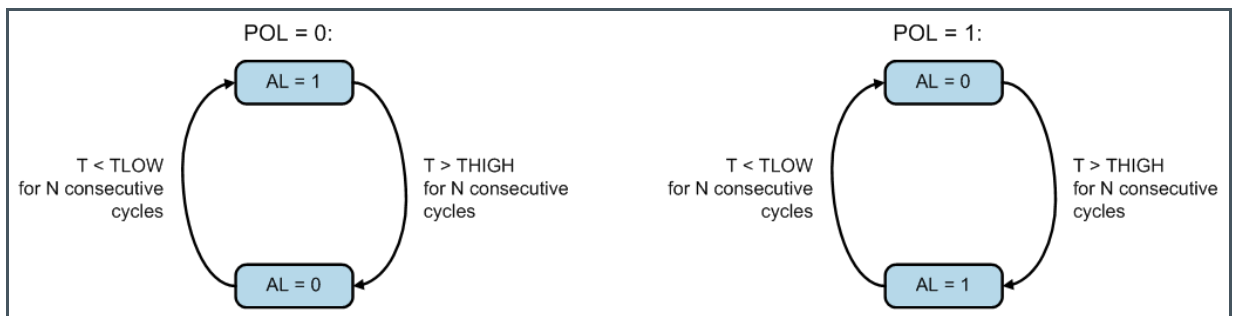 POL = 0:
AL = 1
T < TLOW
for N consecutive
cycles
T > THIGH
for N consecutive
cycles
AL = 0
POL = 1:
AL = 0
T < TLOW
for N consecutive
cycles
T > THIGH
for N consecutive
cycles
AL = 1